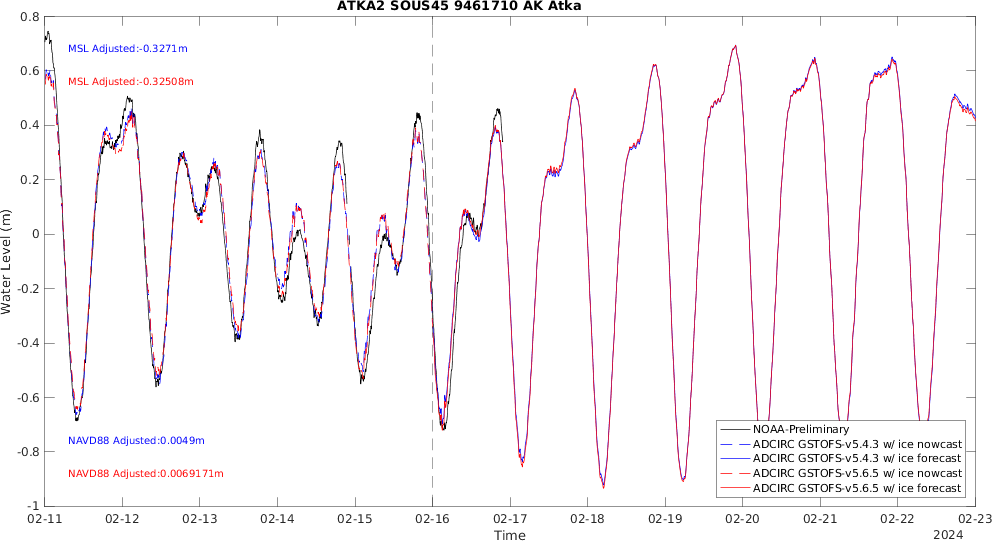 ATKA2 SOUS45 9461710 AK Atka
MSL Adjusted:-0.3271m
MSL Adjusted:-0.32508m
NAVD88 Adjusted:0.0049m
NAVD88 Adjusted:0.0069171m
Water Level (m)
0.8
0.6
0.4
0.2
0
-0.2
-0.4
-0.6
-0.8
-1
NOAA-Preliminary
ADCIRC GSTOFS-v5.4.3 w/ ice nowcast
ADCIRC GSTOFS-v5.4.3 w/ ice forecast
ADCIRC GSTOFS-v5.6.5 w/ ice nowcast
ADCIRC GSTOFS-v5.6.5 w/ ice forecast
02-11 02-12 02-13 02-14 02-15 02-16 02-17 02-18 02-19 02-20 02-21 02-22 02-23
Time
2024